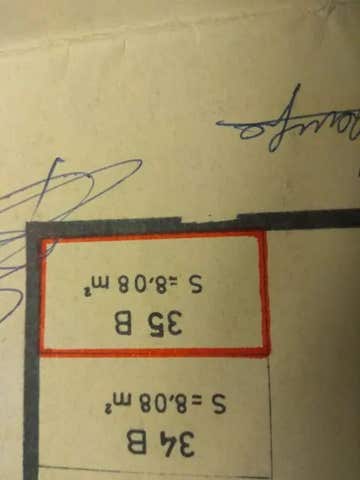 34 B
S = 8,08 m²
35 B
S = 8,08 m²